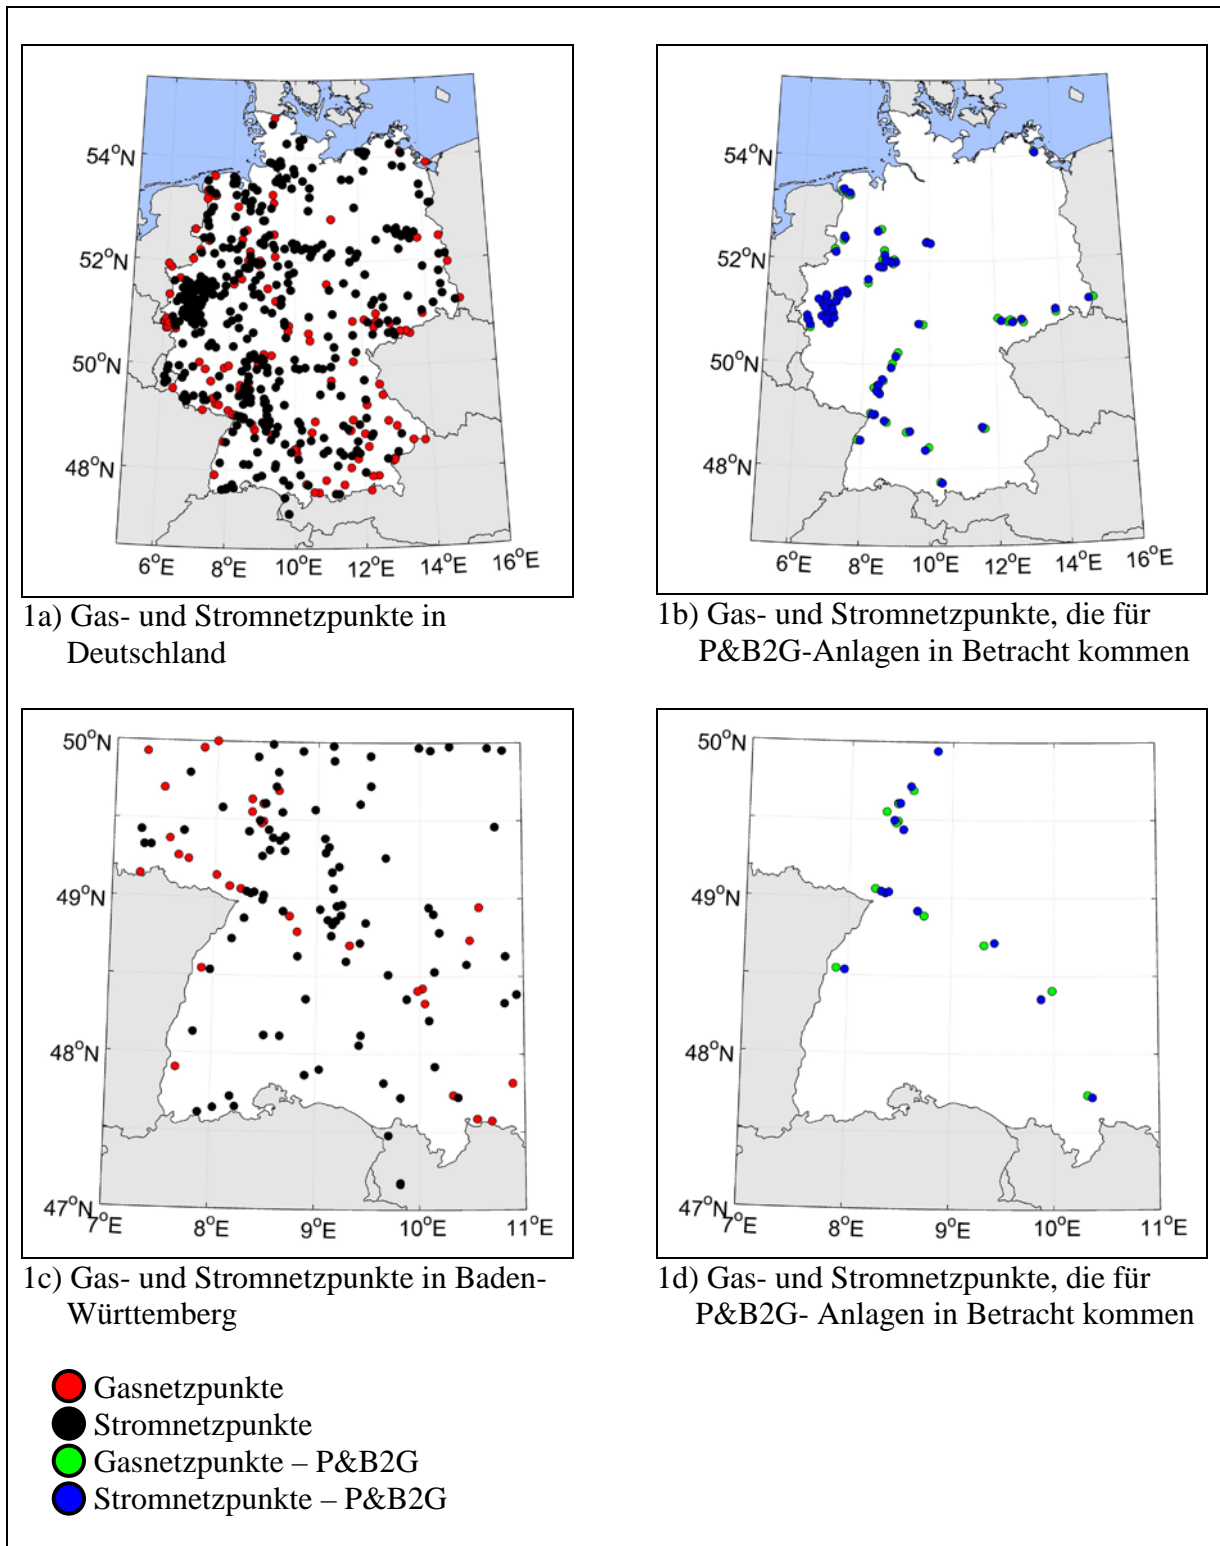 54°N
52°N
50°N
48°N
6°E 8°E 10°E 12°E 14°E 16°E
1a) Gas- und Stromnetzpunkte in
Deutschland
54°N
52°N
50°N
48°N
6°E 8°E 10°E 12°E 14°E 16°E
1b) Gas- und Stromnetzpunkte, die für
P&B2G-Anlagen in Betracht kommen
50°N
49°N
48°N
47°N
7°E 8°E 9°E 10°E 11°E
1c) Gas- und Stromnetzpunkte in Baden-
Württemberg
50°N
49°N
48°N
47°N
7°E 8°E 9°E 10°E 11°E
1d) Gas- und Stromnetzpunkte, die für
P&B2G- Anlagen in Betracht kommen
Gasnetzpunkte
Stromnetzpunkte
Gasnetzpunkte – P&B2G
Stromnetzpunkte – P&B2G